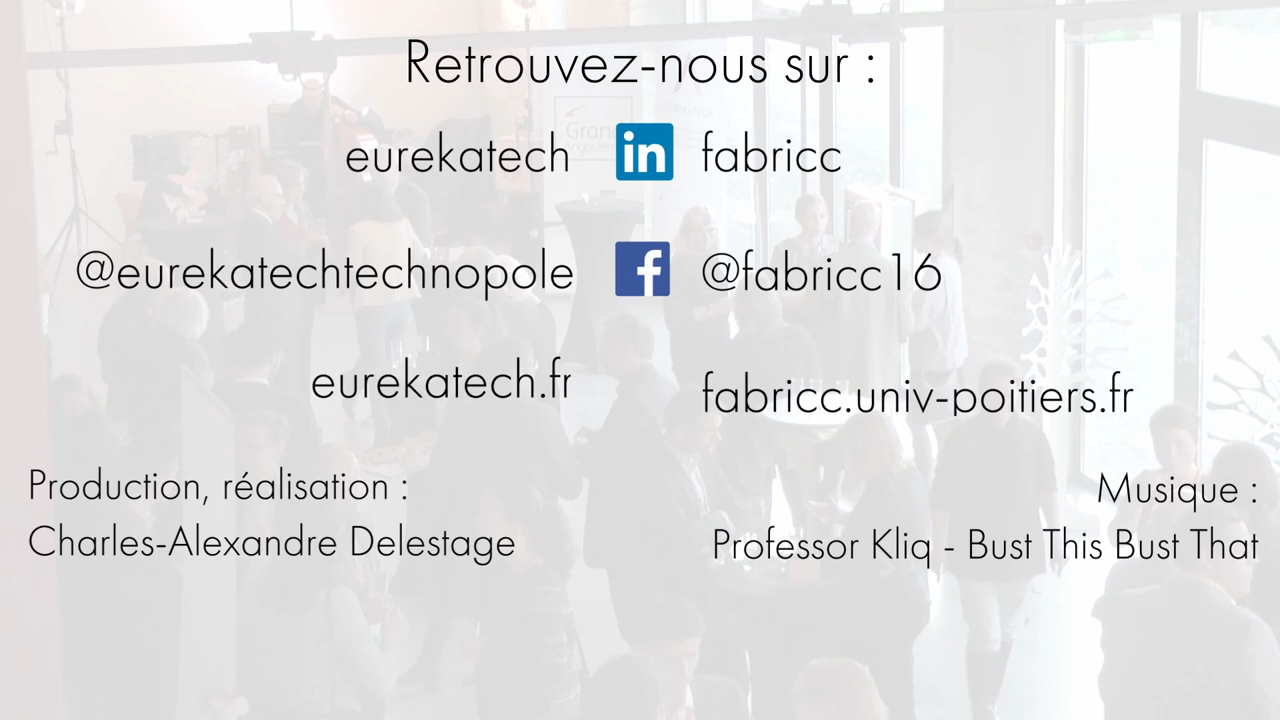 Retrouvez-nous sur :
eurekatech in fabricc
@eurekatechtechnopole f @fabricc16
eurekatech.fr fabricc.univ-poitiers.fr
Production, réalisation :
Charles-Alexandre Delestage
Musique :
Professor Kliq - Bust This Bust That